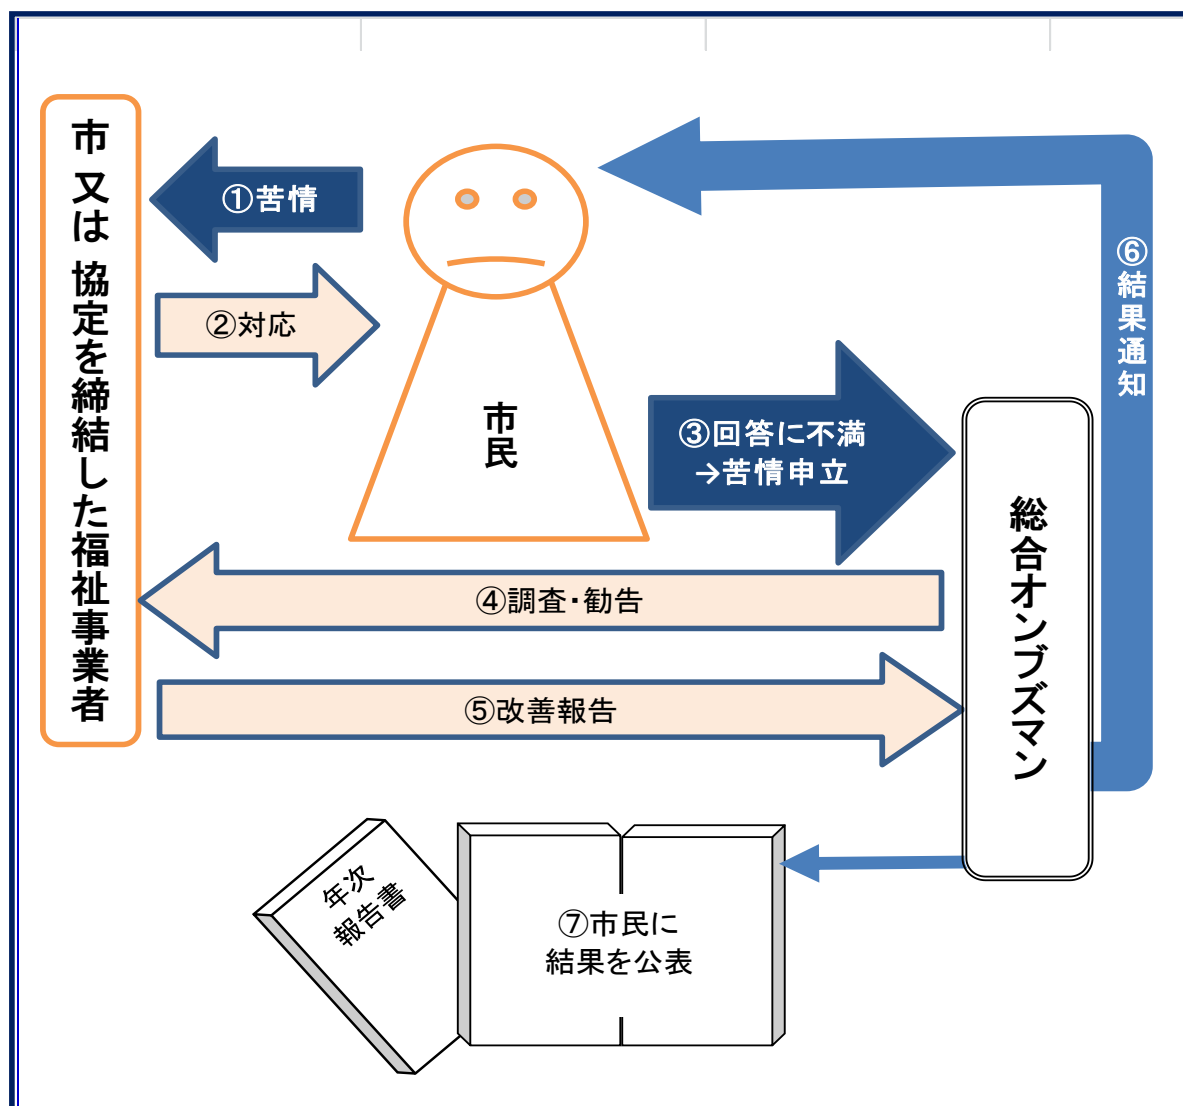 市 又は 協定を締結した福祉事業者
①苦情
②対応
市民
③回答に不満
→苦情申立
④調査・勧告
⑤改善報告
総合オンブズマン
⑥結果通知
年次
報告書
⑦市民に
結果を公表